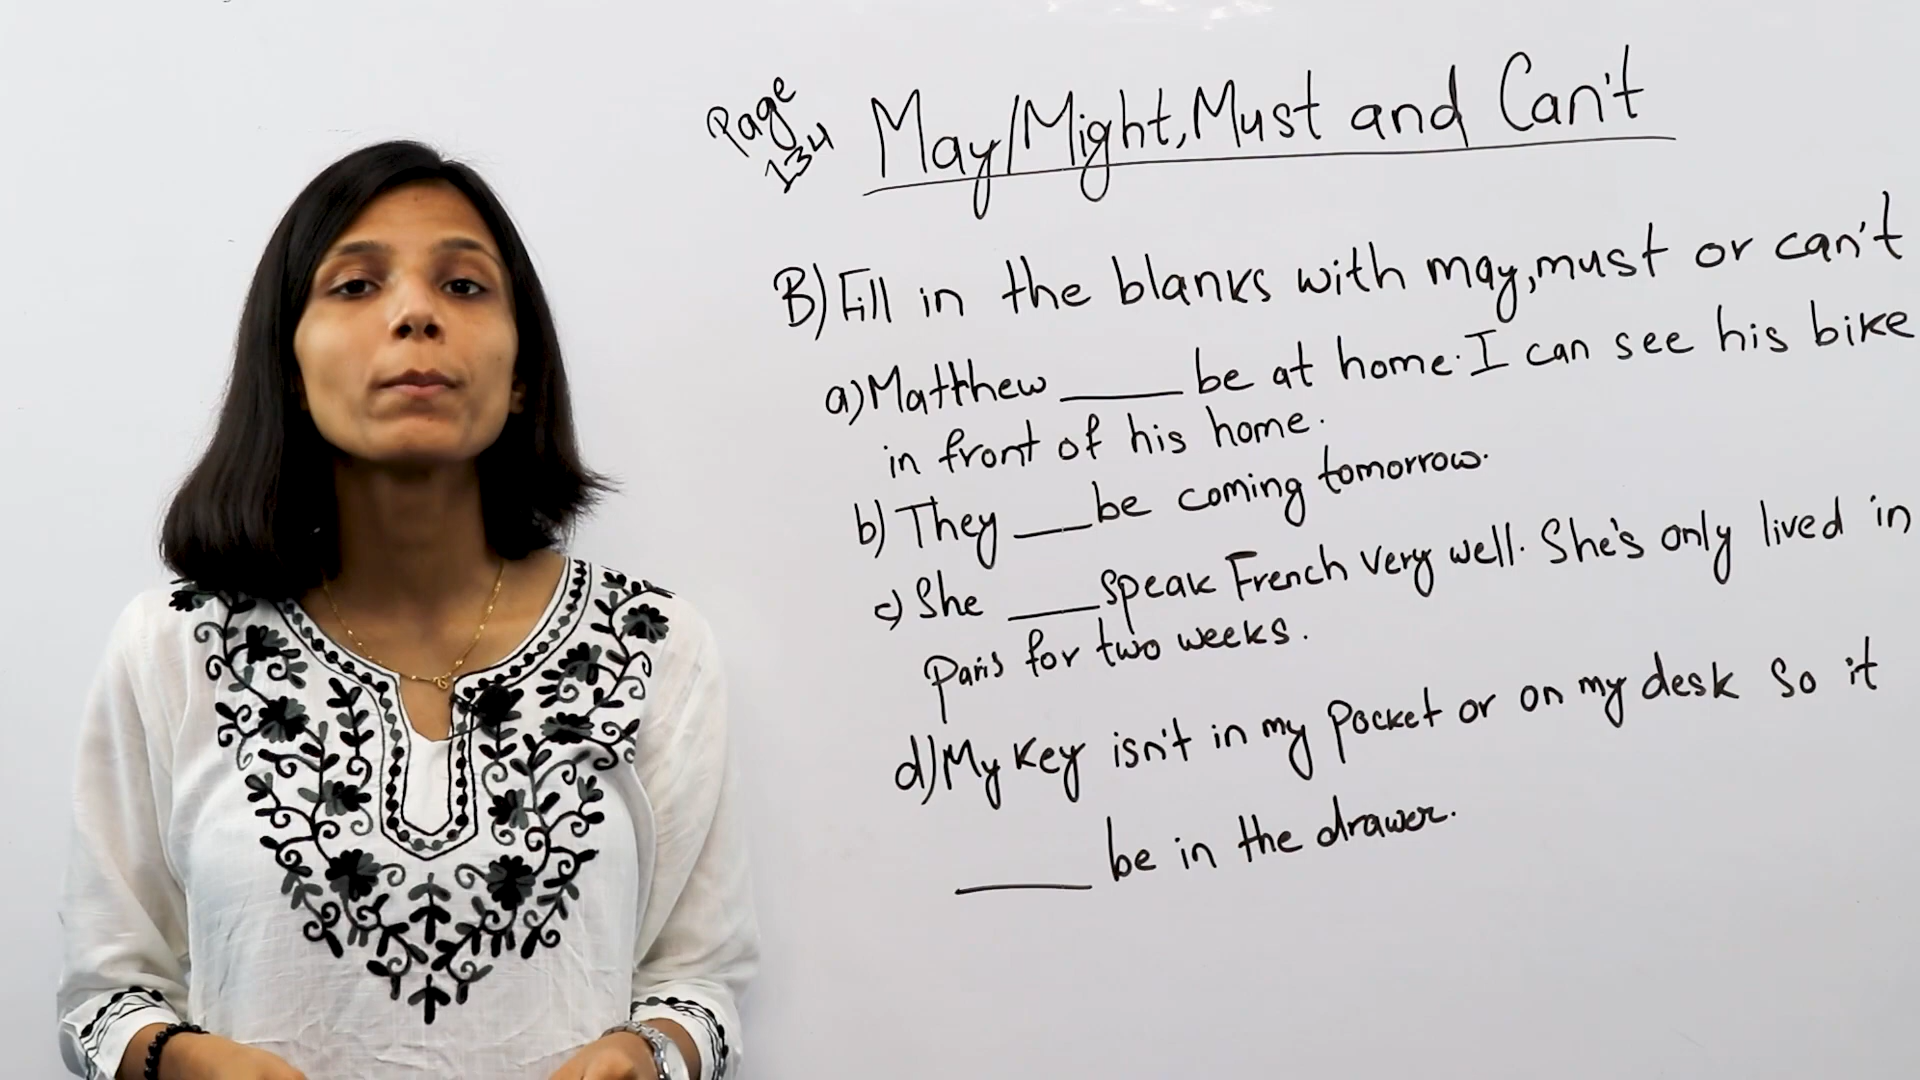 Page
134
May/Might, Must and Can't
B) Fill in the blanks with may, must or can't
a) Matthew _____ be at home. I can see his bike
in front of his home.
b) They ___ be coming tomorrow.
c) She ____ speak French very well. She's only lived in
Paris for two weeks.
d) My key isn't in my pocket or on my desk so it
_____ be in the drawer.